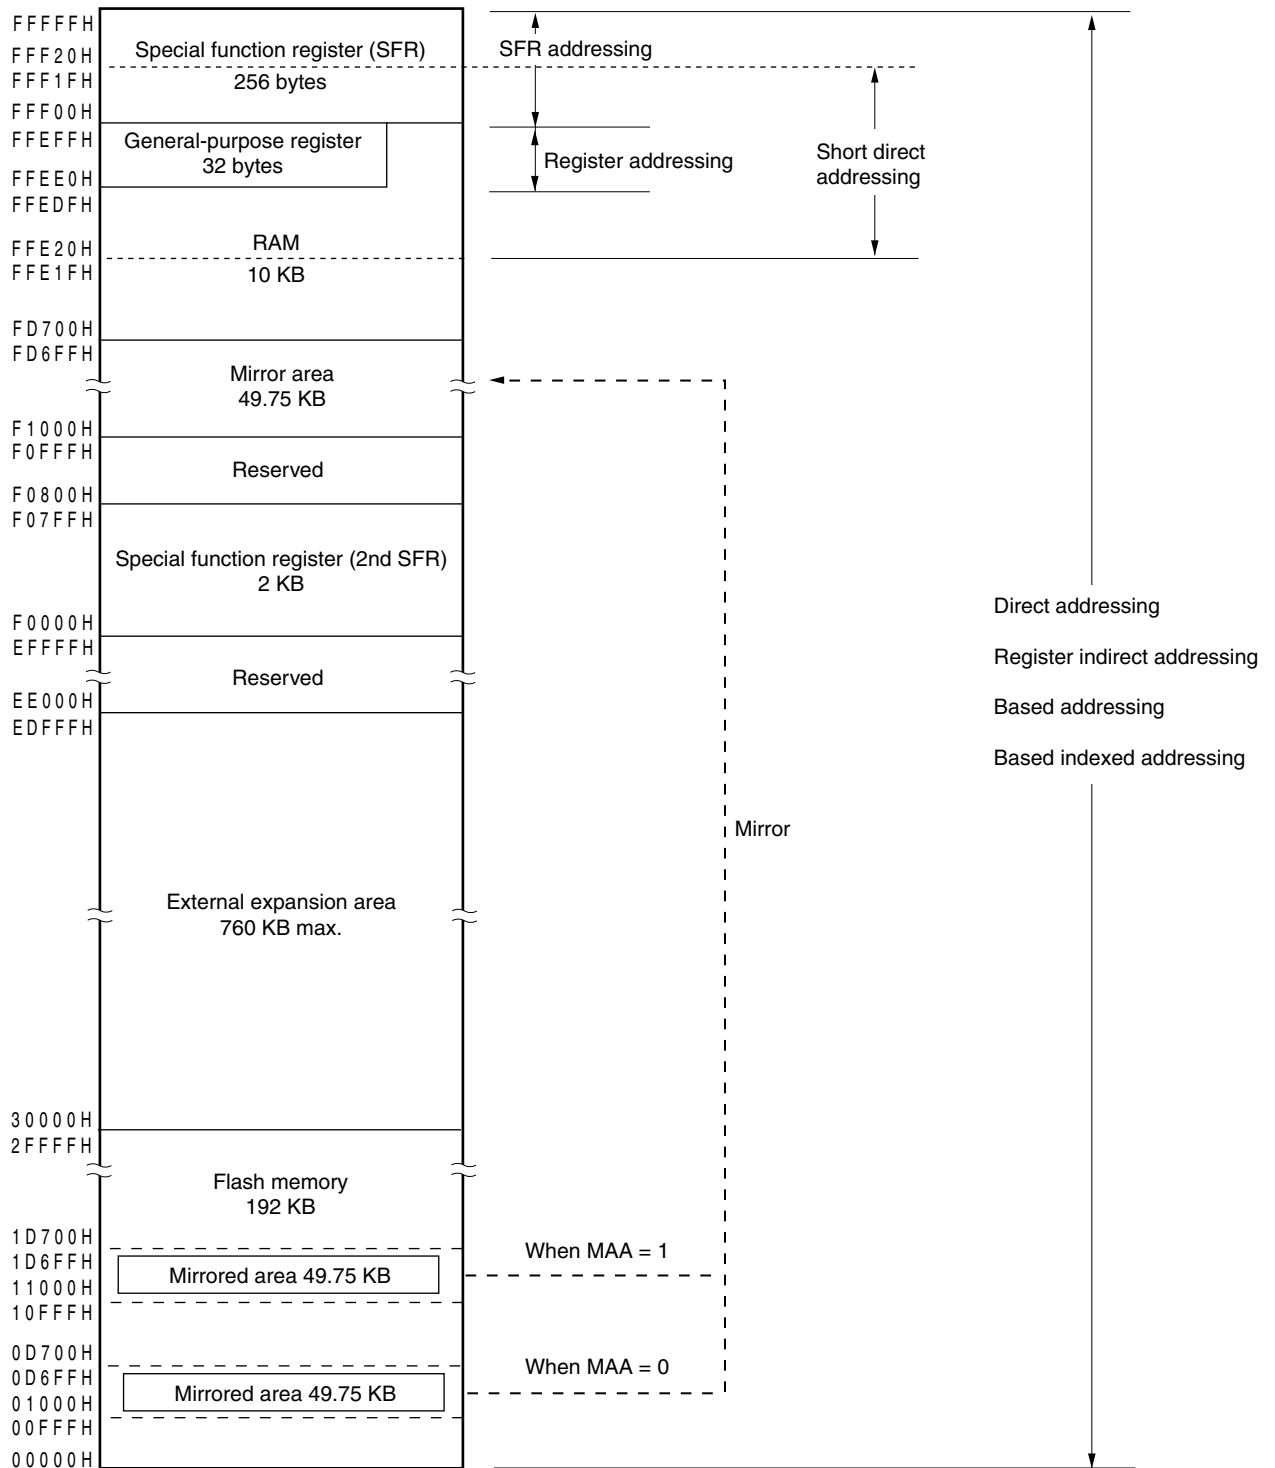 FFFFFH
Special function register (SFR)
SFR addressing
FFF20H
FFF1FH
256 bytes
FFF00H
FFEFFH
General-purpose register
32 bytes
Register addressing
Short direct
addressing
FFEE0H
FFEDFH
RAM
FFE20H
FFE1FH
10 KB
FD700H
FD6FFH
Mirror area
49.75 KB
F1000H
F0FFFH
Reserved
F0800H
F07FFH
Special function register (2nd SFR)
2 KB
F0000H
EFFFFH
Direct addressing
Register indirect addressing
Based addressing
Based indexed addressing
Reserved
EE000H
EDFFFH
Mirror
External expansion area
760 KB max.
30000H
2FFFFH
Flash memory
192 KB
1D700H
1D6FFH
When MAA = 1
Mirrored area 49.75 KB
11000H
10FFFH
0D700H
0D6FFH
When MAA = 0
Mirrored area 49.75 KB
01000H
00FFFH
00000H